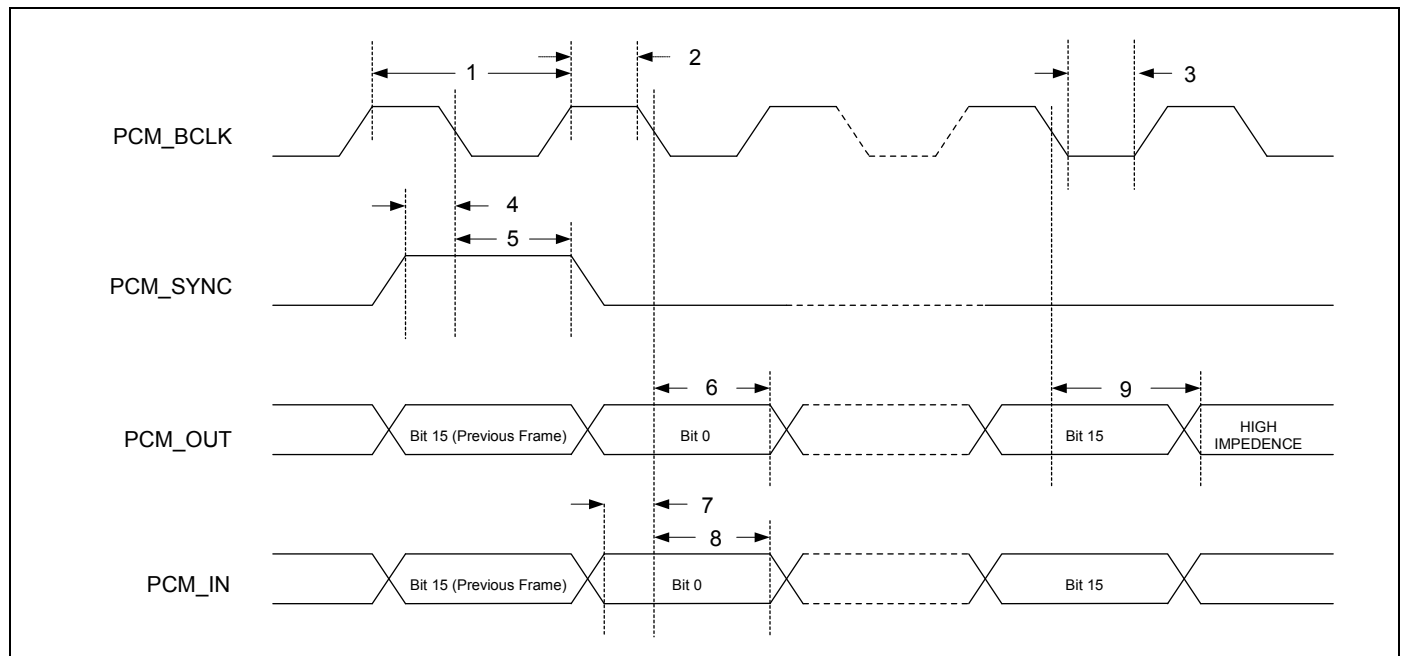 1
2
3
PCM_BCLK
4
5
PCM_SYNC
6
9
PCM_OUT
Bit 15 (Previous Frame)
Bit 0
Bit 15
HIGH
IMPEDENCE
7
8
PCM_IN
Bit 15 (Previous Frame)
Bit 0
Bit 15